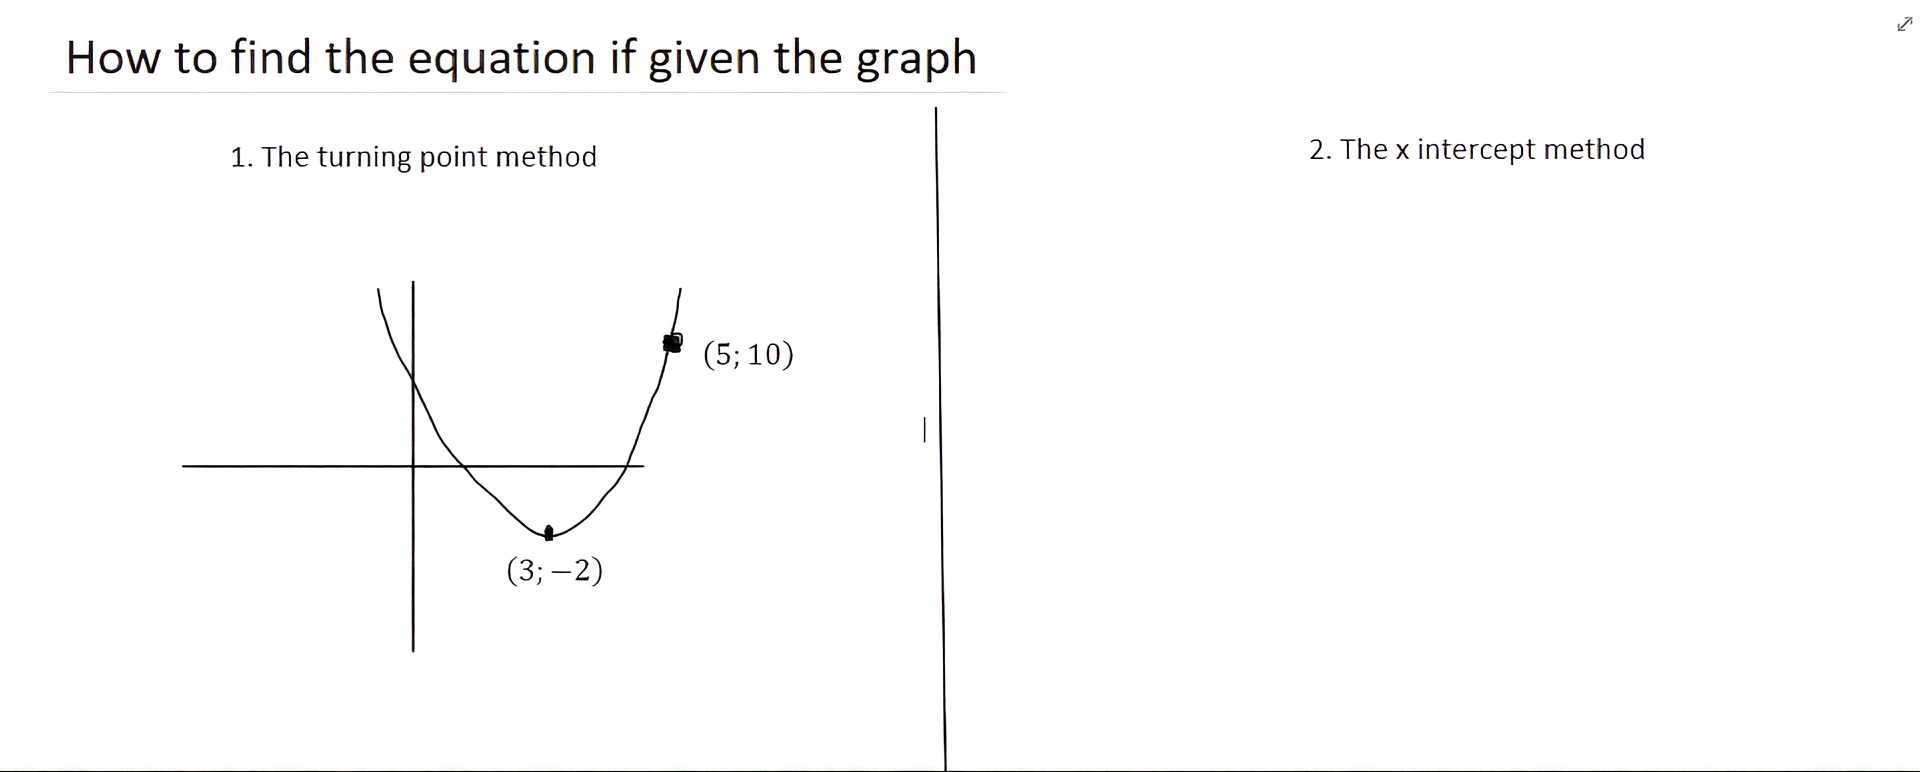 How to find the equation if given the graph
1. The turning point method
2. The x intercept method
(5; 10)
(3; −2)